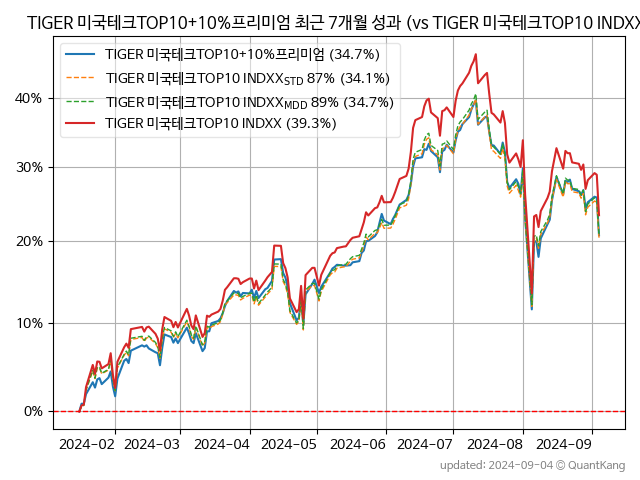 TIGER 미국테크TOP10+10%프리미엄 최근 7개월 성과 (vs TIGER 미국테크TOP10 INDXX
TIGER 미국테크TOP10+10%프리미엄 (34.7%)
TIGER 미국테크TOP10 INDXX_STD 87% (34.1%)
TIGER 미국테크TOP10 INDXX_MDD 89% (34.7%)
TIGER 미국테크TOP10 INDXX (39.3%)
40%
30%
20%
10%
0%
2024-02 2024-03 2024-04 2024-05 2024-06 2024-07 2024-08 2024-09
updated: 2024-09-04 © QuantKang